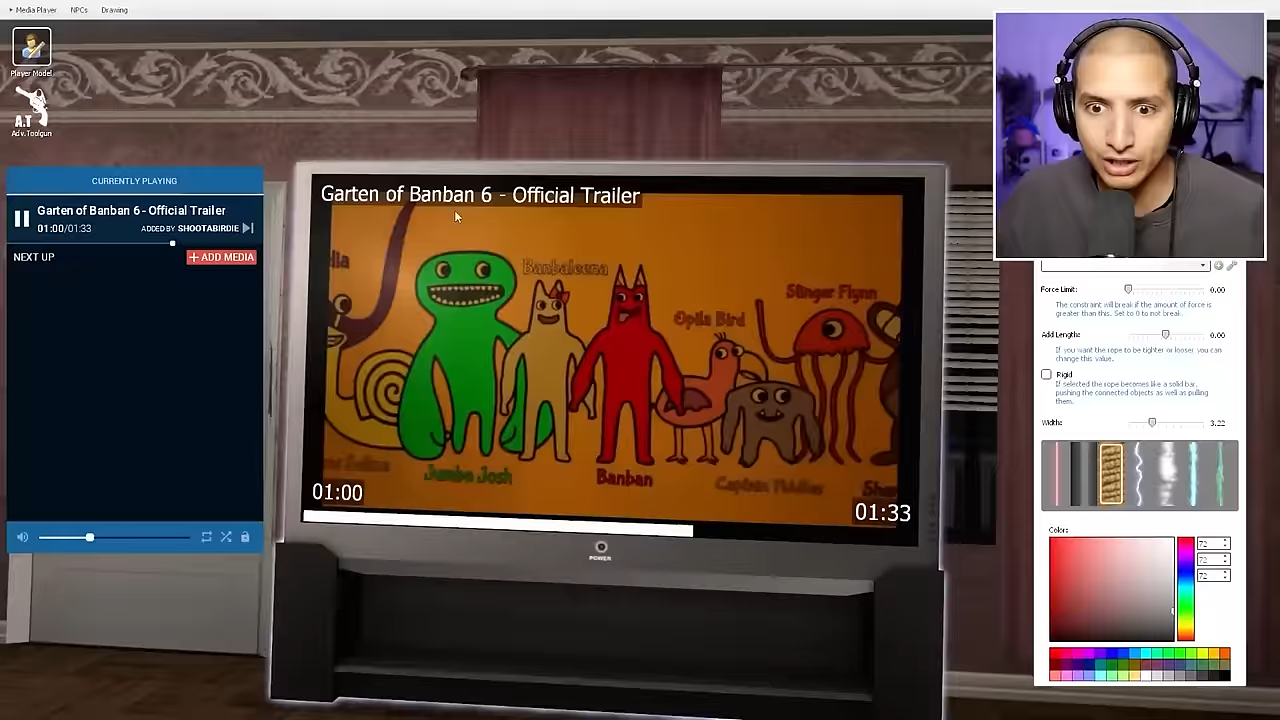 Media Player
NPCs
Drawing
Player Model
A.T
Adv.Toolgun
CURRENTLY PLAYING
Garten of Banban 6 - Official Trailer
01:00/01:33
ADDED BY SHOOTABIRDIE
NEXT UP
+ ADD MEDIA
Garten of Banban 6 - Official Trailer
Banbaleena
Slinger Flynn
Opila Bird
Jumbo Josh
Banban
Captain Fiddles
01:00
01:33
POWER
Force Limit:
0.00
The constraint will break if the amount of force is
greater than this. Set to 0 to not break.
Add Length:
0.00
If you want the rope to be tighter or looser you can
change this value.
Rigid
If selected the rope becomes like a solid bar,
pushing the connected objects as well as pulling
them.
Width:
3.22
Color:
72
72
72